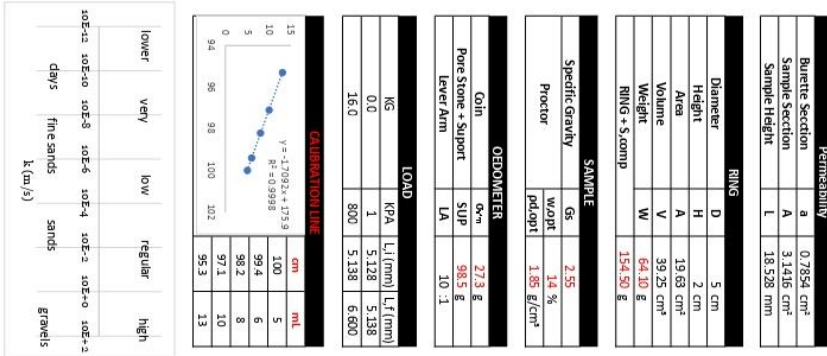 Permeability
Burette Secction a 0.7854 cm²
Sample Secction A 3.1416 cm²
Sample Height L 18.528 mm
RING
Diameter D 5 cm
Height H 2 cm
Area A 19.63 cm²
Volume V 39.25 cm³
Weight W 64.10 g
RING + S,comp 154.50 g
SAMPLE
Specific Gravity Gs 2.55
Proctor w,opt 14 %
pd,opt 1.85 g/cm³
OEDOMETER
Coin 27.3 g
Pore Stone + Suport SUP 98.5 g
Lever Arm LA 10 :1
LOAD
KG KPA L,i (mm) L,f (mm)
0.0 1 5.128 5.138
16.0 800 5.138 6.600
CALIBRATION LINE
15
10
5
0
94 96 98 100 102
y = -1.7092x + 175.9
R² = 0.9998
cm mL
100 5
99.4 6
98.2 8
97.1 10
95.3 13
lower very low regular high
10E-12 10E-10 10E-8 10E-6 10E-4 10E-2 10E+0 10E+2
days fine sands sands gravels
k (m/s)